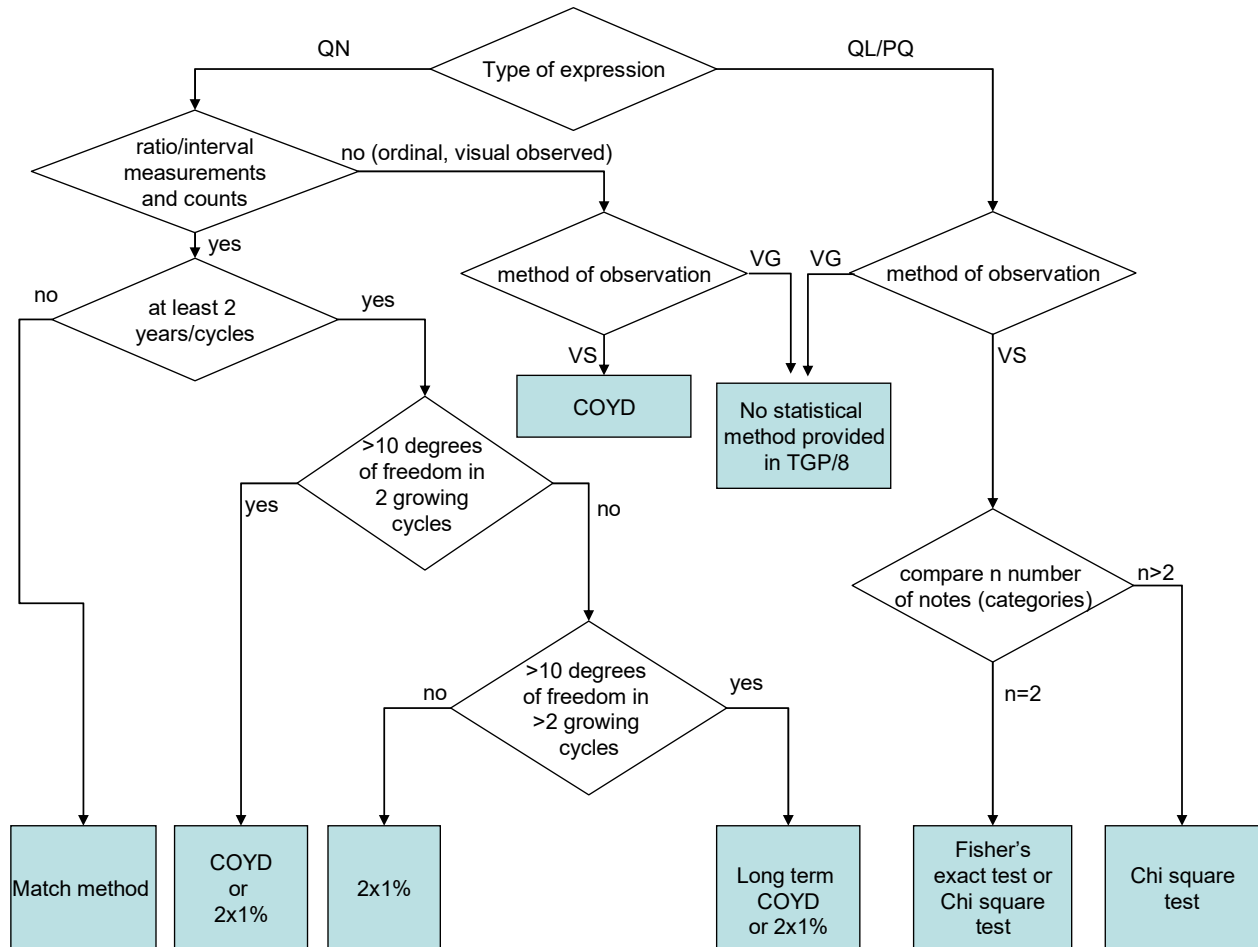 QN
Type of expression
QL/PQ
ratio/interval
measurements
and counts
no (ordinal, visual observed)
yes
method of observation
VG
VG
method of observation
no
at least 2
years/cycles
yes
VS
VS
COYD
No statistical
method provided
in TGP/8
>10 degrees
of freedom in
2 growing
cycles
yes
no
compare n number
of notes (categories)
n>2
n=2
>10 degrees
of freedom in
>2 growing
cycles
no
yes
Match method
COYD
or
2x1%
2x1%
Long term
COYD
or 2x1%
Fisher’s
exact test or
Chi square
test
Chi square
test